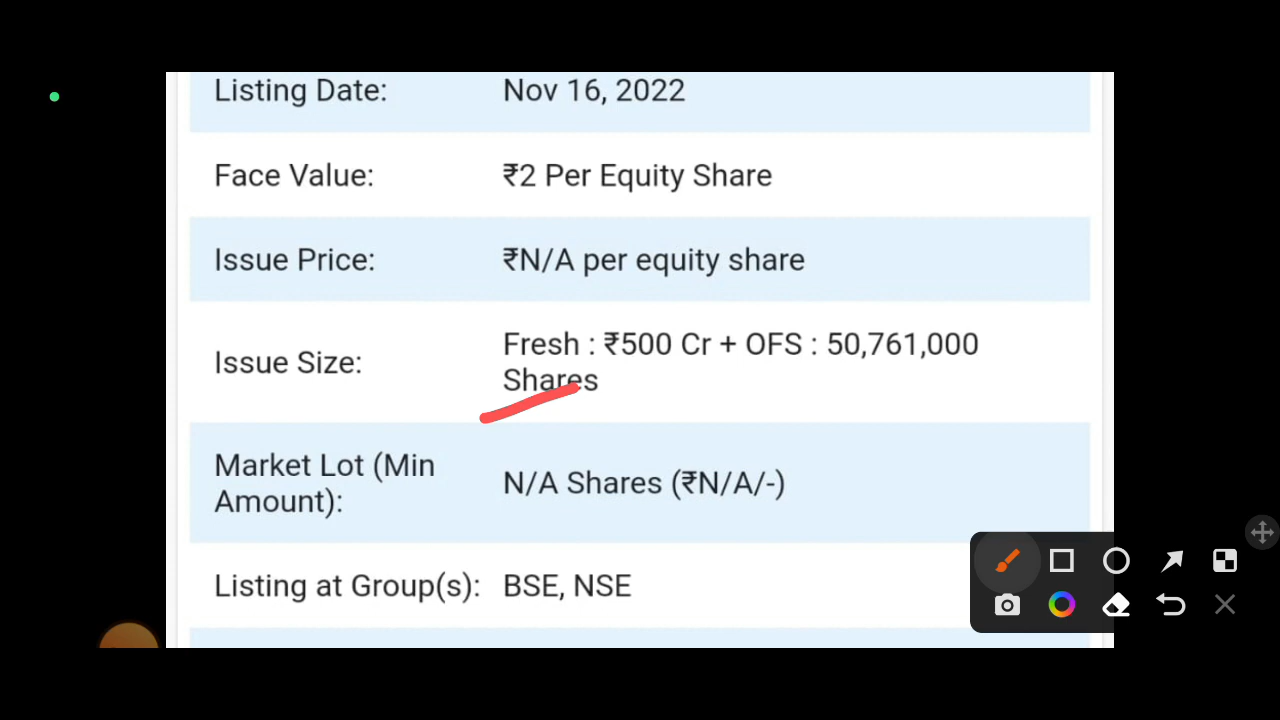 Listing Date: Nov 16, 2022
Face Value: ₹2 Per Equity Share
Issue Price: ₹N/A per equity share
Issue Size: Fresh : ₹500 Cr + OFS : 50,761,000
Shares
Market Lot (Min
Amount): N/A Shares (₹N/A/-)
Listing at Group(s): BSE, NSE